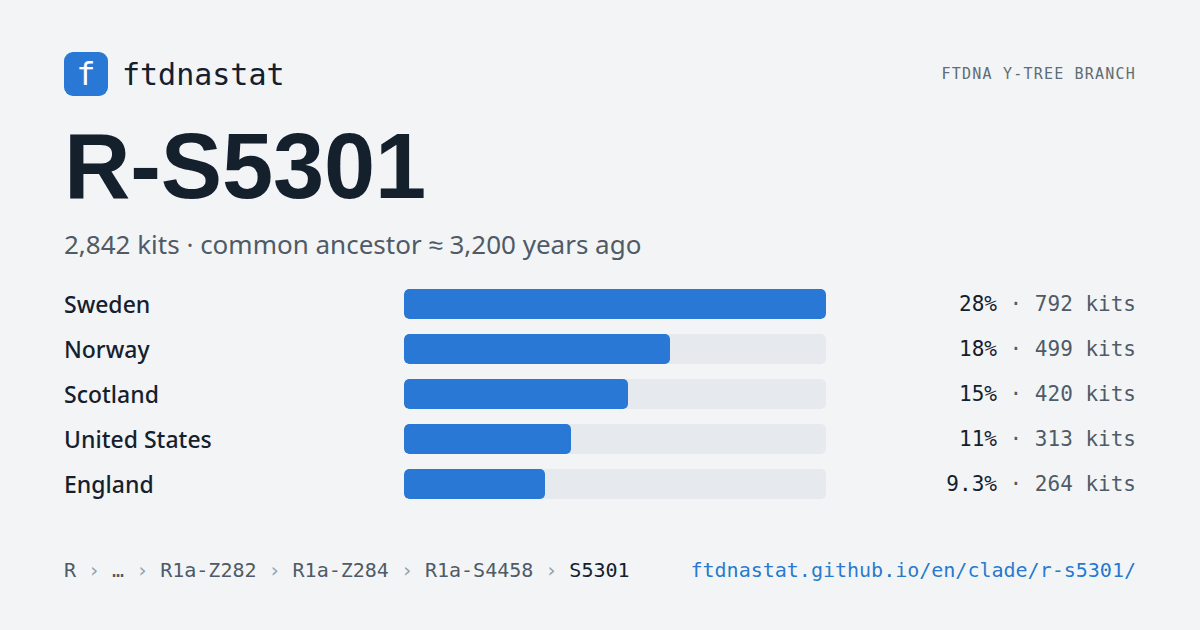 f ftdnastat
FTDNA Y-TREE BRANCH
R-S5301
2,842 kits · common ancestor ≈ 3,200 years ago
Sweden 28% · 792 kits
Norway 18% · 499 kits
Scotland 15% · 420 kits
United States 11% · 313 kits
England 9.3% · 264 kits
R › … › R1a-Z282 › R1a-Z284 › R1a-S4458 › S5301
ftdnastat.github.io/en/clade/r-s5301/